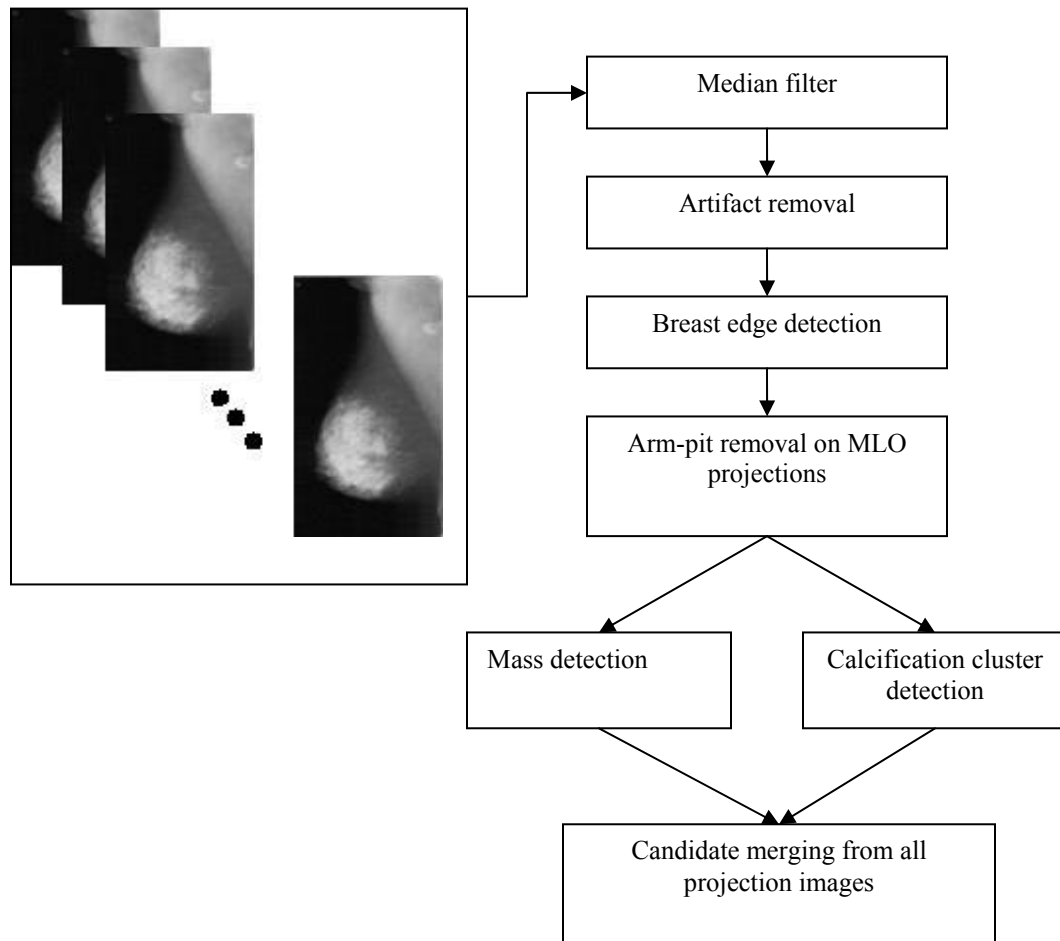 Median filter
Artifact removal
Breast edge detection
Arm-pit removal on MLO
projections
Mass detection
Calcification cluster
detection
Candidate merging from all
projection images